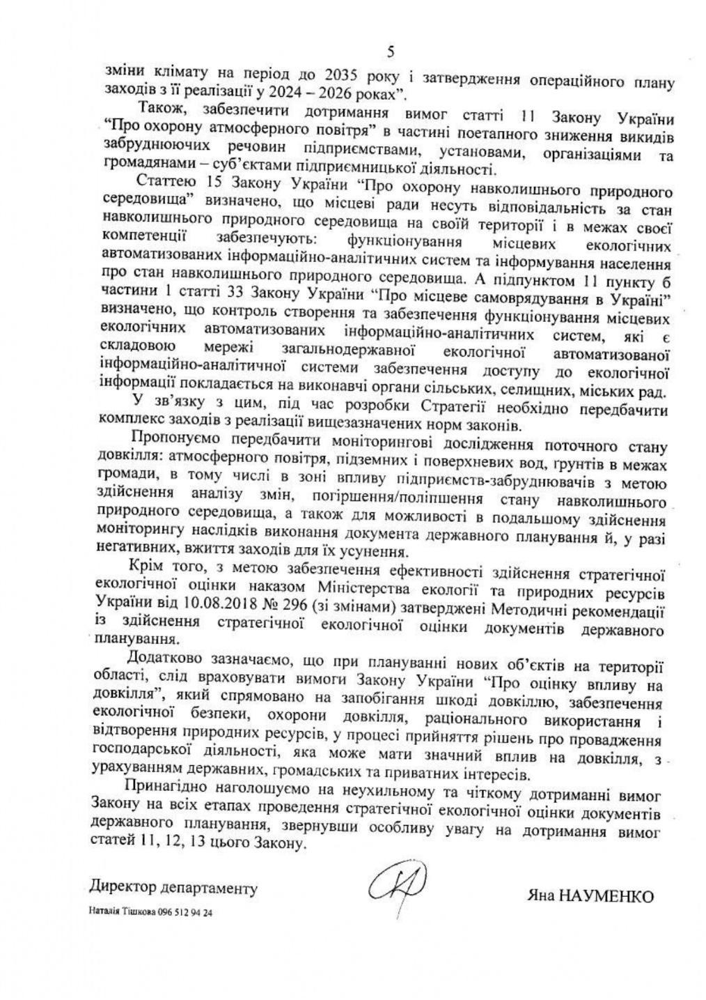 5
зміни клімату на період до 2035 року і затвердження операційного плану
заходів з її реалізації у 2024 – 2026 роках”.
Також, забезпечити дотримання вимог статті 11 Закону України
“Про охорону атмосферного повітря” в частині поетапного зниження викидів
забруднюючих речовин підприємствами, установами, організаціями та
громадянами – суб’єктами підприємницької діяльності.
Статтею 15 Закону України “Про охорону навколишнього природного
середовища” визначено, що місцеві ради несуть відповідальність за стан
навколишнього природного середовища на своїй території і в межах своєї
компетенції забезпечують: функціонування місцевих екологічних
автоматизованих інформаційно-аналітичних систем та інформування населення
про стан навколишнього природного середовища. А підпунктом 11 пункту б
частини 1 статті 33 Закону України “Про місцеве самоврядування в Україні”
визначено, що контроль створення та забезпечення функціонування місцевих
екологічних автоматизованих інформаційно-аналітичних систем, які є
складовою мережі загальнодержавної екологічної автоматизованої
інформаційно-аналітичної системи забезпечення доступу до екологічної
інформації покладається на виконавчі органи сільських, селищних, міських рад.
У зв’язку з цим, під час розробки Стратегії необхідно передбачити
комплекс заходів з реалізації вищезазначених норм законів.
Пропонуємо передбачити моніторингові дослідження поточного стану
довкілля: атмосферного повітря, підземних і поверхневих вод, ґрунтів в межах
громади, в тому числі в зоні впливу підприємств-забруднювачів з метою
здійснення аналізу змін, погіршення/поліпшення стану навколишнього
природного середовища, а також для можливості в подальшому здійснення
моніторингу наслідків виконання документа державного планування й, у разі
негативних, вжиття заходів для їх усунення.
Крім того, з метою забезпечення ефективності здійснення стратегічної
екологічної оцінки наказом Міністерства екології та природних ресурсів
України від 10.08.2018 № 296 (зі змінами) затверджені Методичні рекомендації
із здійснення стратегічної екологічної оцінки документів державного
планування.
Додатково зазначаємо, що при плануванні нових об’єктів на території
області, слід враховувати вимоги Закону України “Про оцінку впливу на
довкілля”, який спрямовано на запобігання шкоді довкіллю, забезпечення
екологічної безпеки, охорони довкілля, раціонального використання і
відтворення природних ресурсів, у процесі прийняття рішень про провадження
господарської діяльності, яка може мати значний вплив на довкілля, з
урахуванням державних, громадських та приватних інтересів.
Принагідно наголошуємо на неухильному та чіткому дотриманні вимог
Закону на всіх етапах проведення стратегічної екологічної оцінки документів
державного планування, звернувши особливу увагу на дотримання вимог
статей 11, 12, 13 цього Закону.
Директор департаменту
Яна НАУМЕНКО
Наталія Тішкова 096 512 94 24